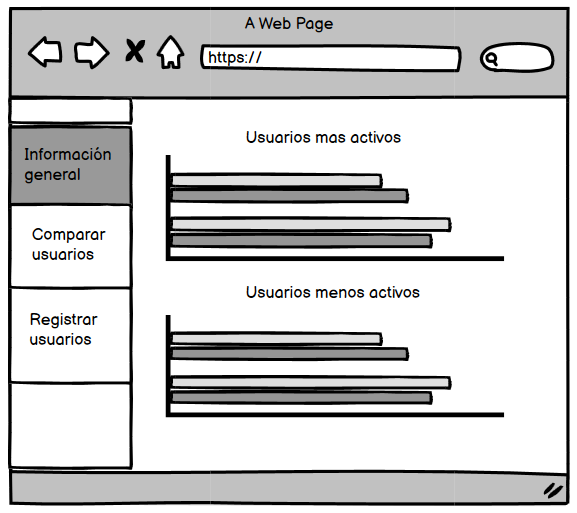 A Web Page
https://
Información
general
Comparar
usuarios
Registrar
usuarios
Usuarios mas activos
Usuarios menos activos